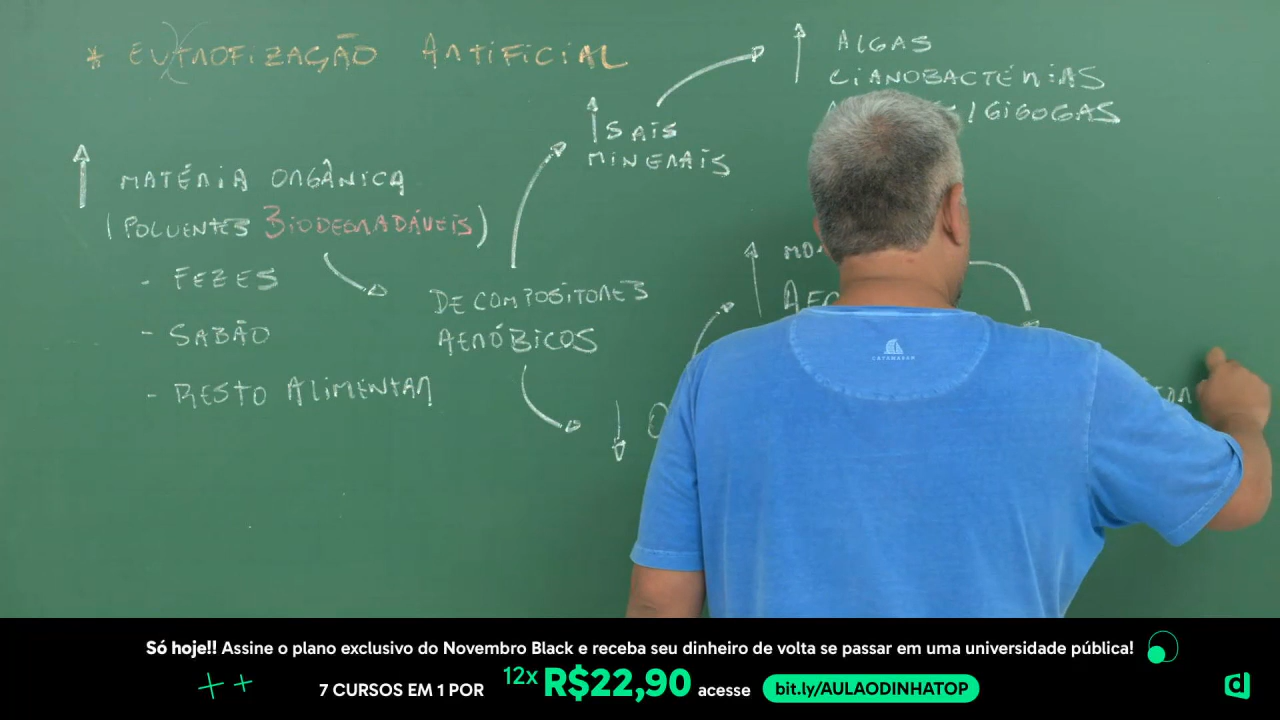 * EUTROFIZAÇÃO ARTIFICIAL
ALGAS
CIANOBACTÉRIAS
/ GIGOGAS
SAIS
MINERAIS
MATÉRIA ORGÂNICA
(POLUENTES BIODEGRADÁVEIS)
- FEZES
- SABÃO
- RESTO ALIMENTAR
DECOMPOSITORES
AERÓBICOS
CATAMARAN
Só hoje!! Assine o plano exclusivo do Novembro Black e receba seu dinheiro de volta se passar em uma universidade pública!
7 CURSOS EM 1 POR 12x R$22,90 acesse bit.ly/AULAODINHATOP
d